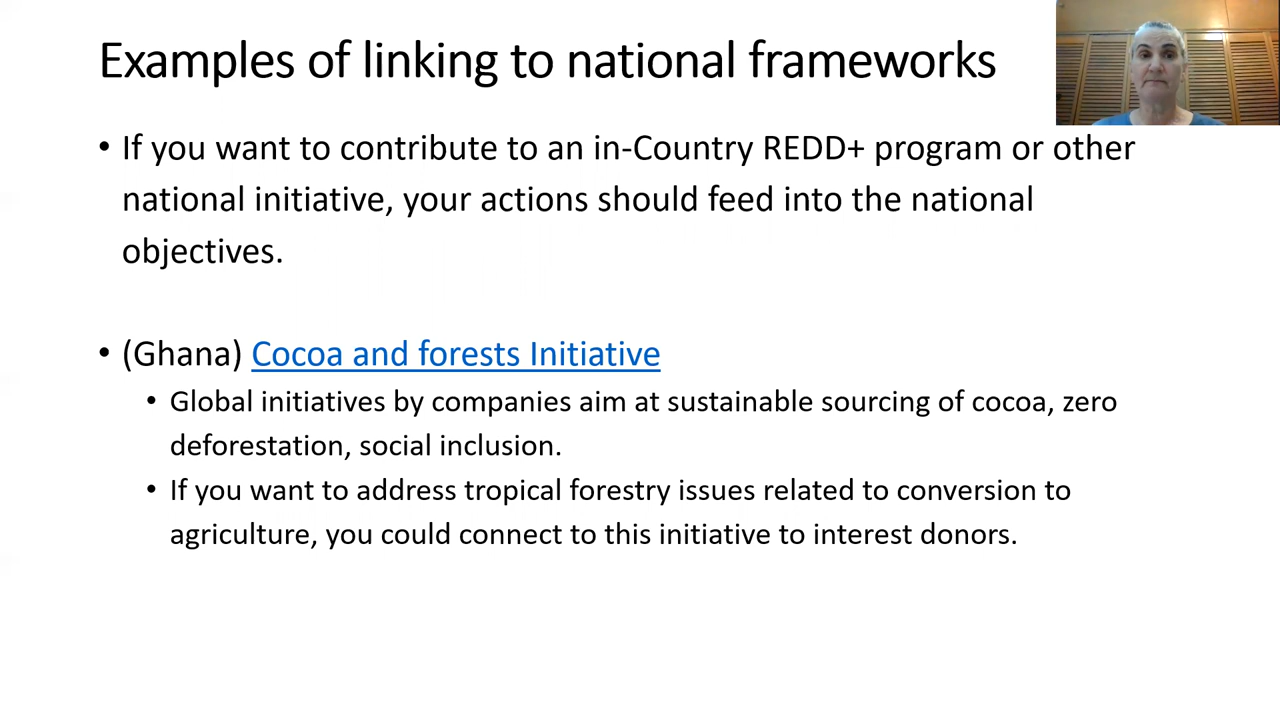 Examples of linking to national frameworks
• If you want to contribute to an in-Country REDD+ program or other
national initiative, your actions should feed into the national
objectives.
• (Ghana) Cocoa and forests Initiative
• Global initiatives by companies aim at sustainable sourcing of cocoa, zero
deforestation, social inclusion.
• If you want to address tropical forestry issues related to conversion to
agriculture, you could connect to this initiative to interest donors.